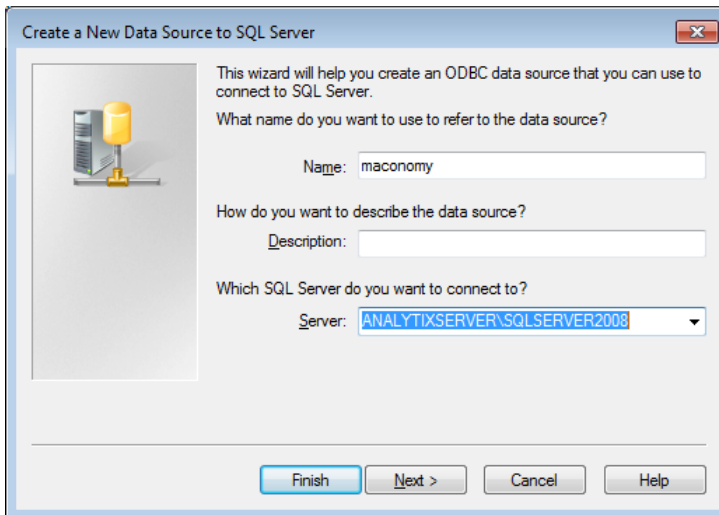 Create a New Data Source to SQL Server
This wizard will help you create an ODBC data source that you can use to
connect to SQL Server.
What name do you want to use to refer to the data source?
Name: maconomy
How do you want to describe the data source?
Description:
Which SQL Server do you want to connect to?
Server: ANALYTIXSERVER\SQLSERVER2008
Finish Next > Cancel Help